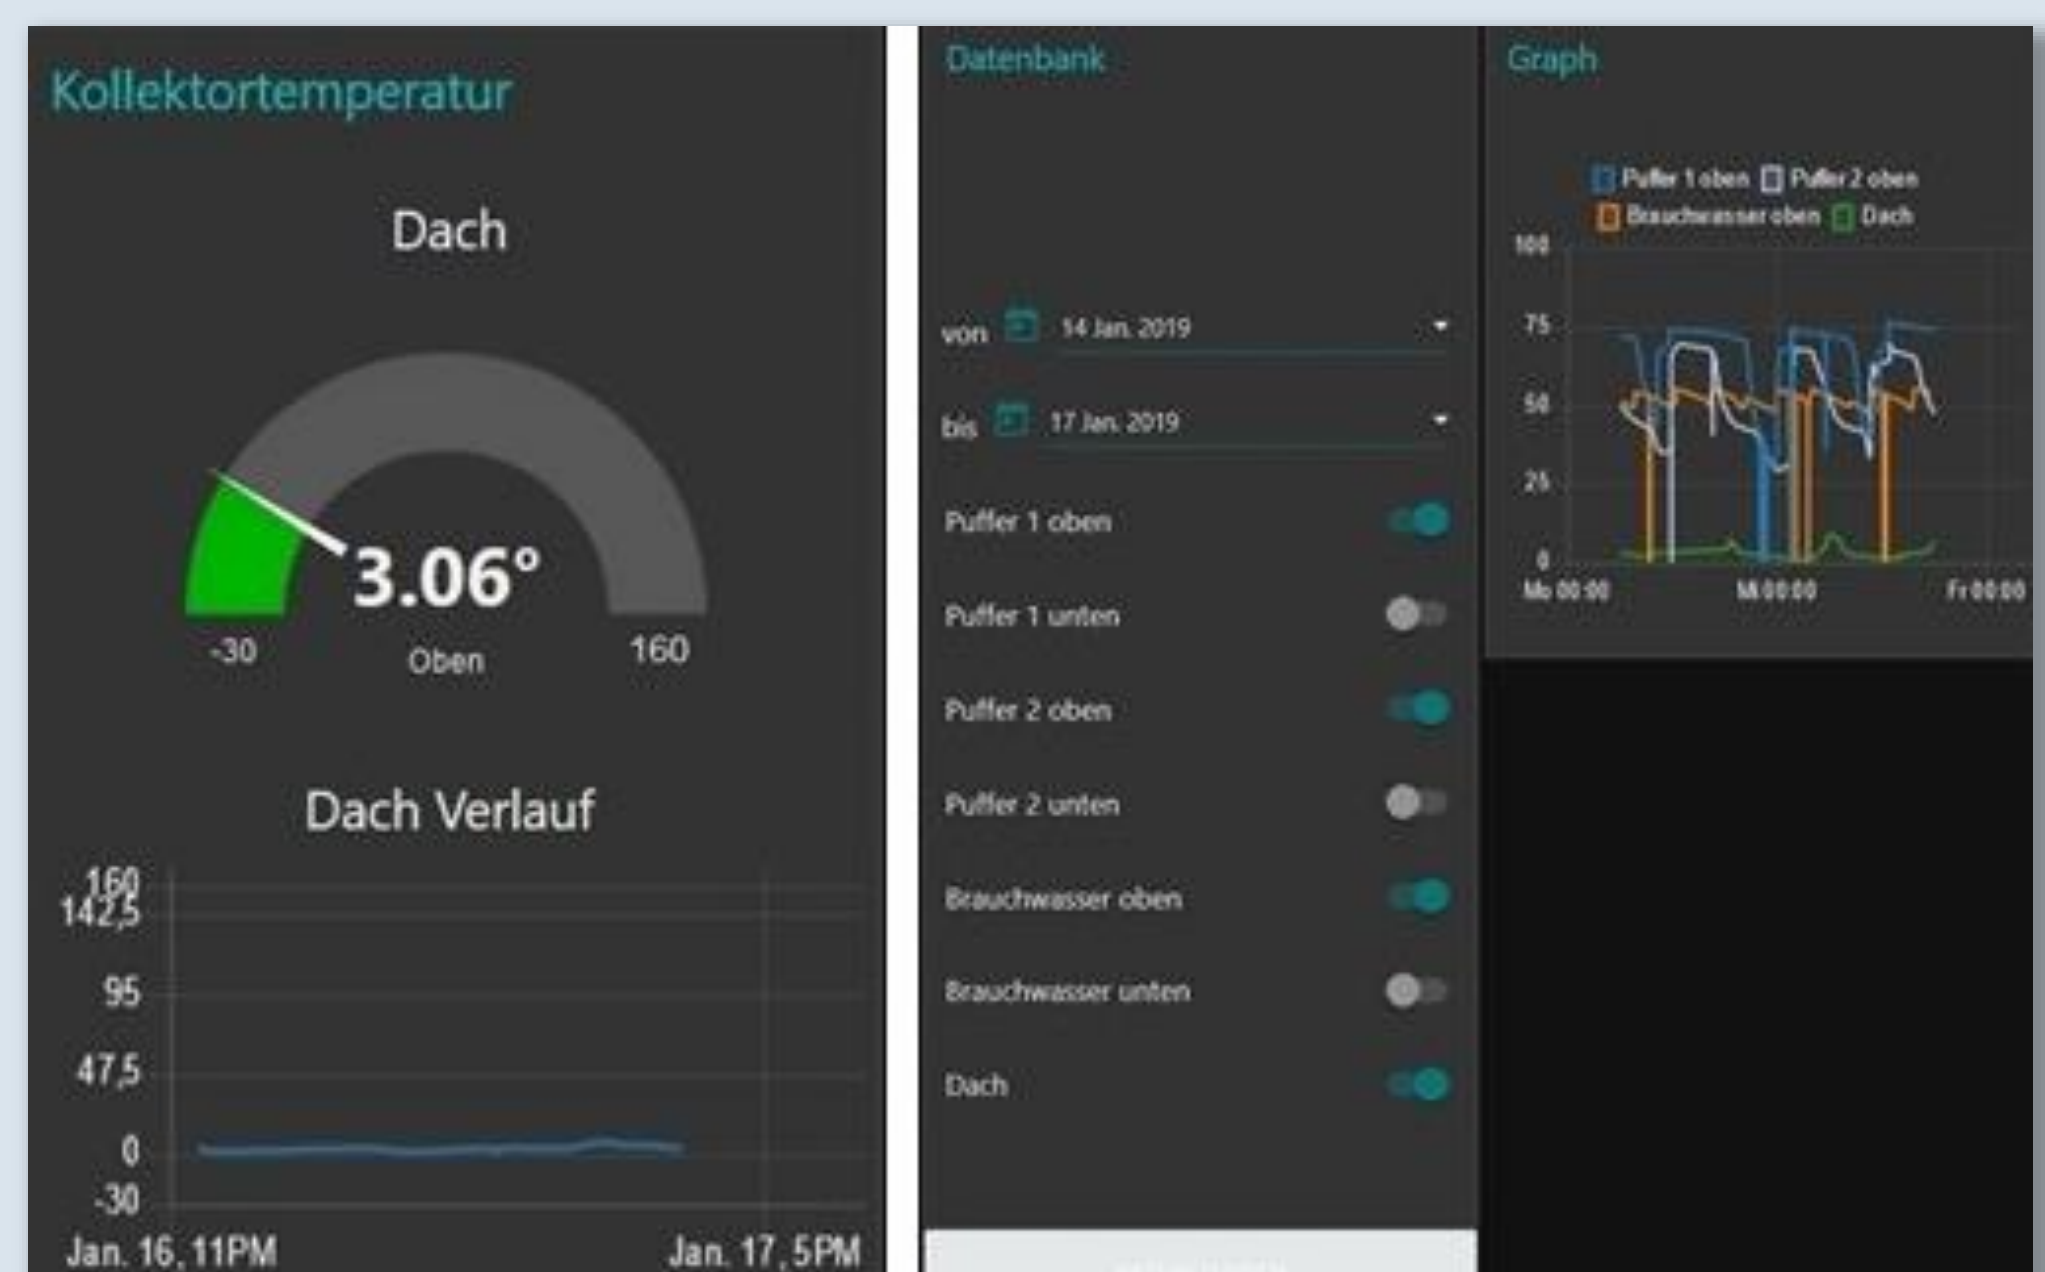 Kollektortemperatur
Dach
3.06°
-30
Oben
160
Dach Verlauf
160
142,5
95
47,5
0
-30
Jan. 16, 11PM
Jan. 17, 5PM
Datenbank
von 14 Jan. 2019
bis 17 Jan. 2019
Puffer 1 oben
Puffer 1 unten
Puffer 2 oben
Puffer 2 unten
Brauchwasser oben
Brauchwasser unten
Dach
Graph
Puffer 1 oben Puffer 2 oben
Brauchwasser oben Dach
100
75
50
25
0
Mo 00:00
Mi 00:00
Fr 00:00